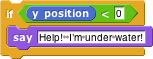 if y position < 0
say Help! I'm under water!